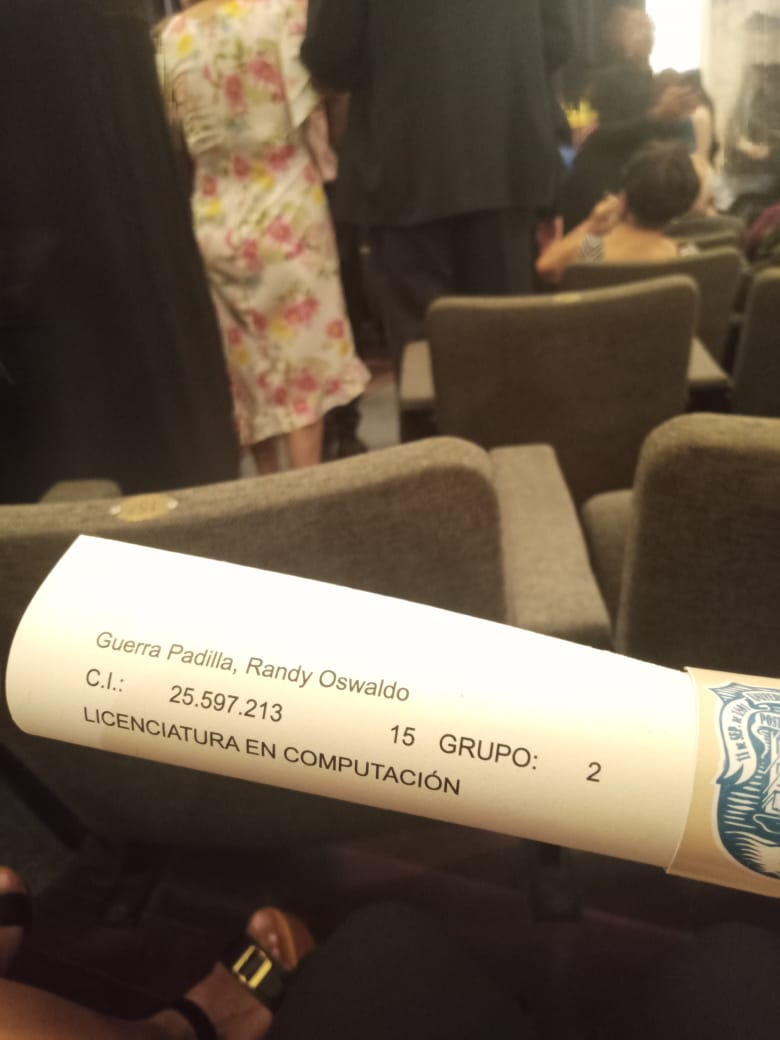 Guerra Padilla, Randy Oswaldo
C.I.: 25.597.213
15 GRUPO: 2
LICENCIATURA EN COMPUTACIÓN